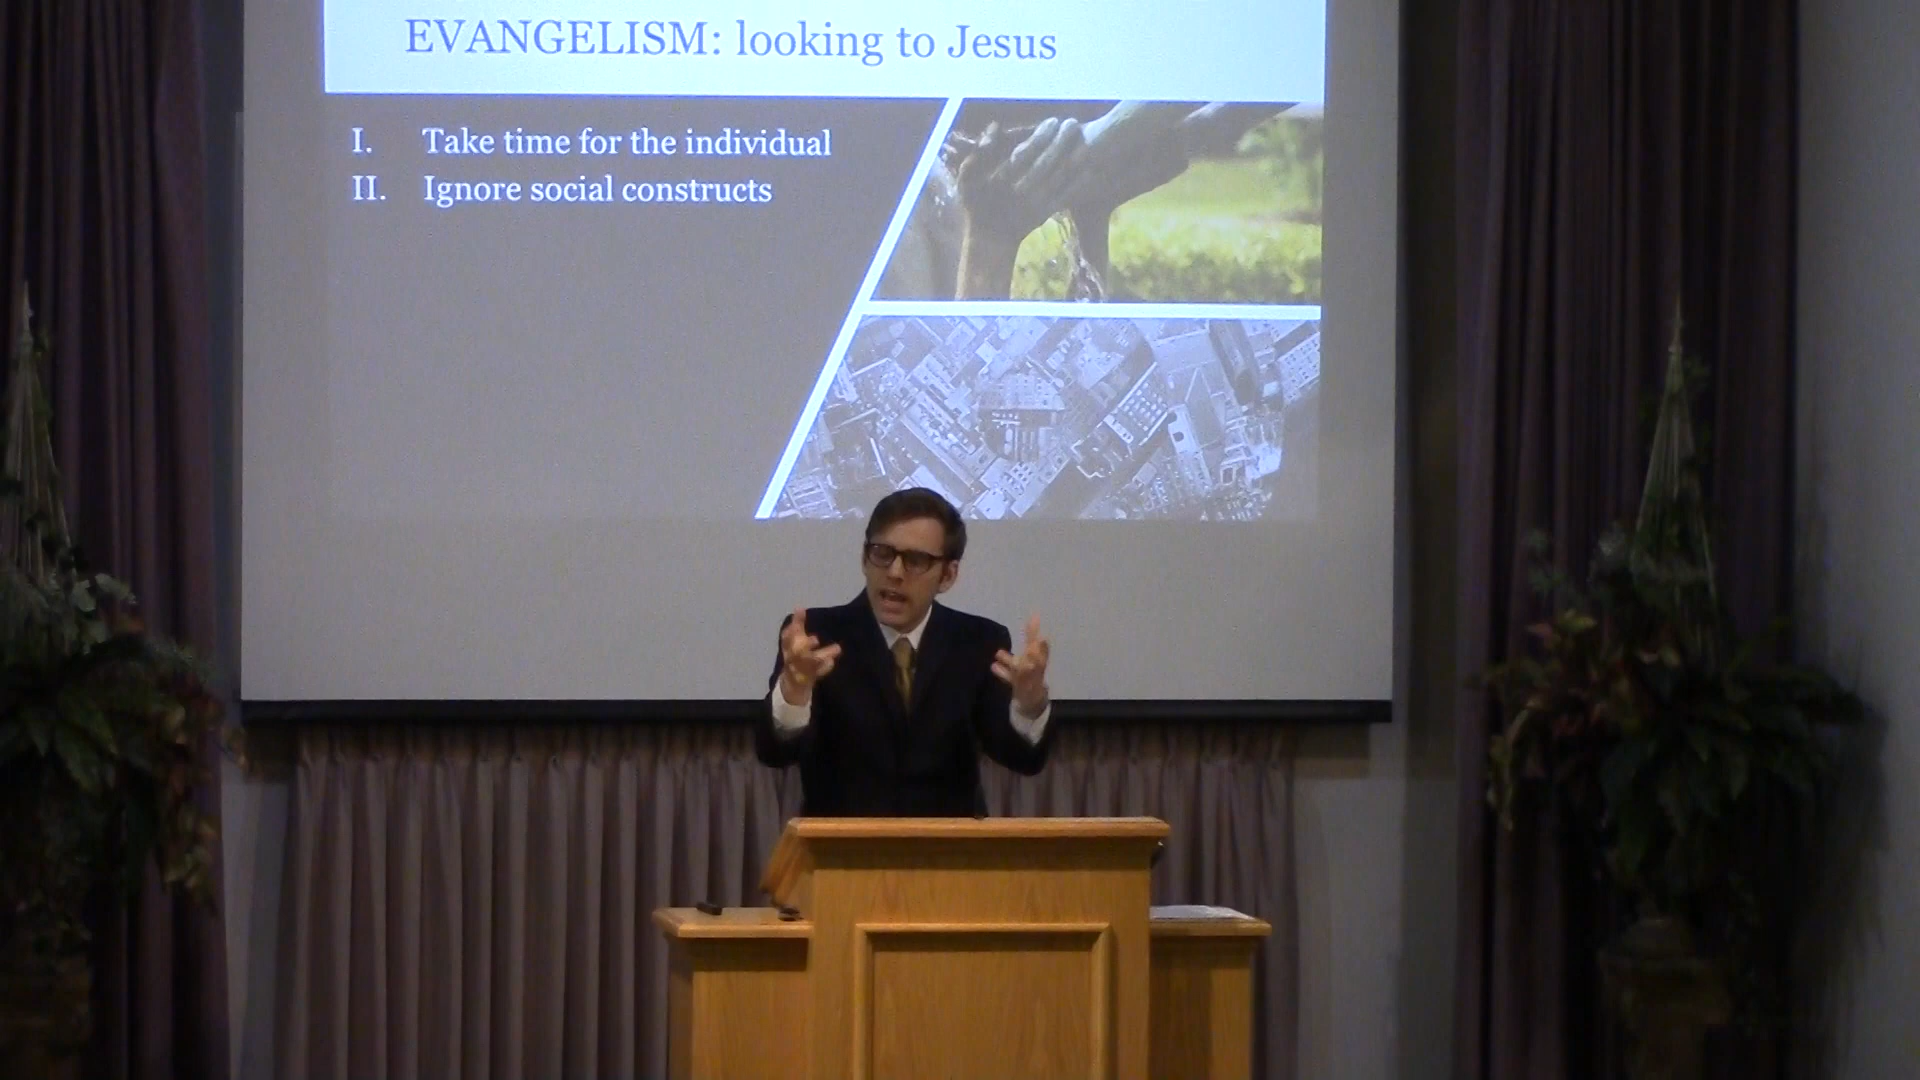 EVANGELISM: looking to Jesus
I. Take time for the individual
II. Ignore social constructs